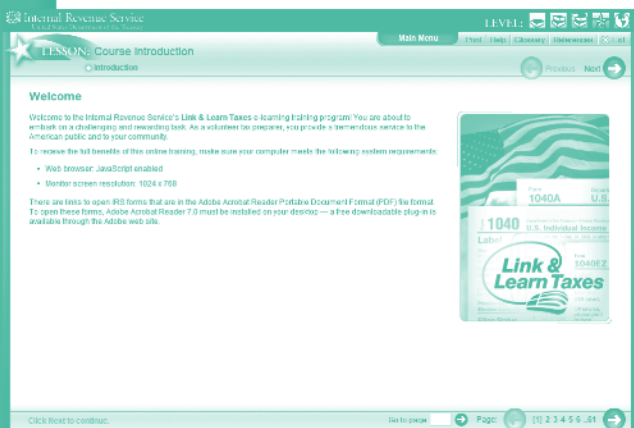 Internal Revenue Service
United States Department of the Treasury
LEVEL:
Main Menu
Print | Help | Glossary | References | Exit
LESSON: Course Introduction
Introduction
Previous Next
Welcome
Welcome to the Internal Revenue Service's Link & Learn Taxes e-learning training program! You are about to
embark on a challenging and rewarding task. As a volunteer tax preparer, you provide a tremendous service to the
American public and to your community.
To receive the full benefits of this online training, make sure your computer meets the following system requirements:
• Web browser: JavaScript enabled
• Monitor screen resolution: 1024 x 768
There are links to open IRS forms that are in the Adobe Acrobat Reader Portable Document Format (PDF) file format.
To open these forms, Adobe Acrobat Reader 7.0 must be installed on your desktop — a free downloadable plug-in is
available through the Adobe web site.
Form
1040A
U.S.
1040
U.S. Individual Income
Label
Form
1040EZ
Link &
Learn Taxes
Click Next to continue.
Go to page Page: [1] 2 3 4 5 6 ..61